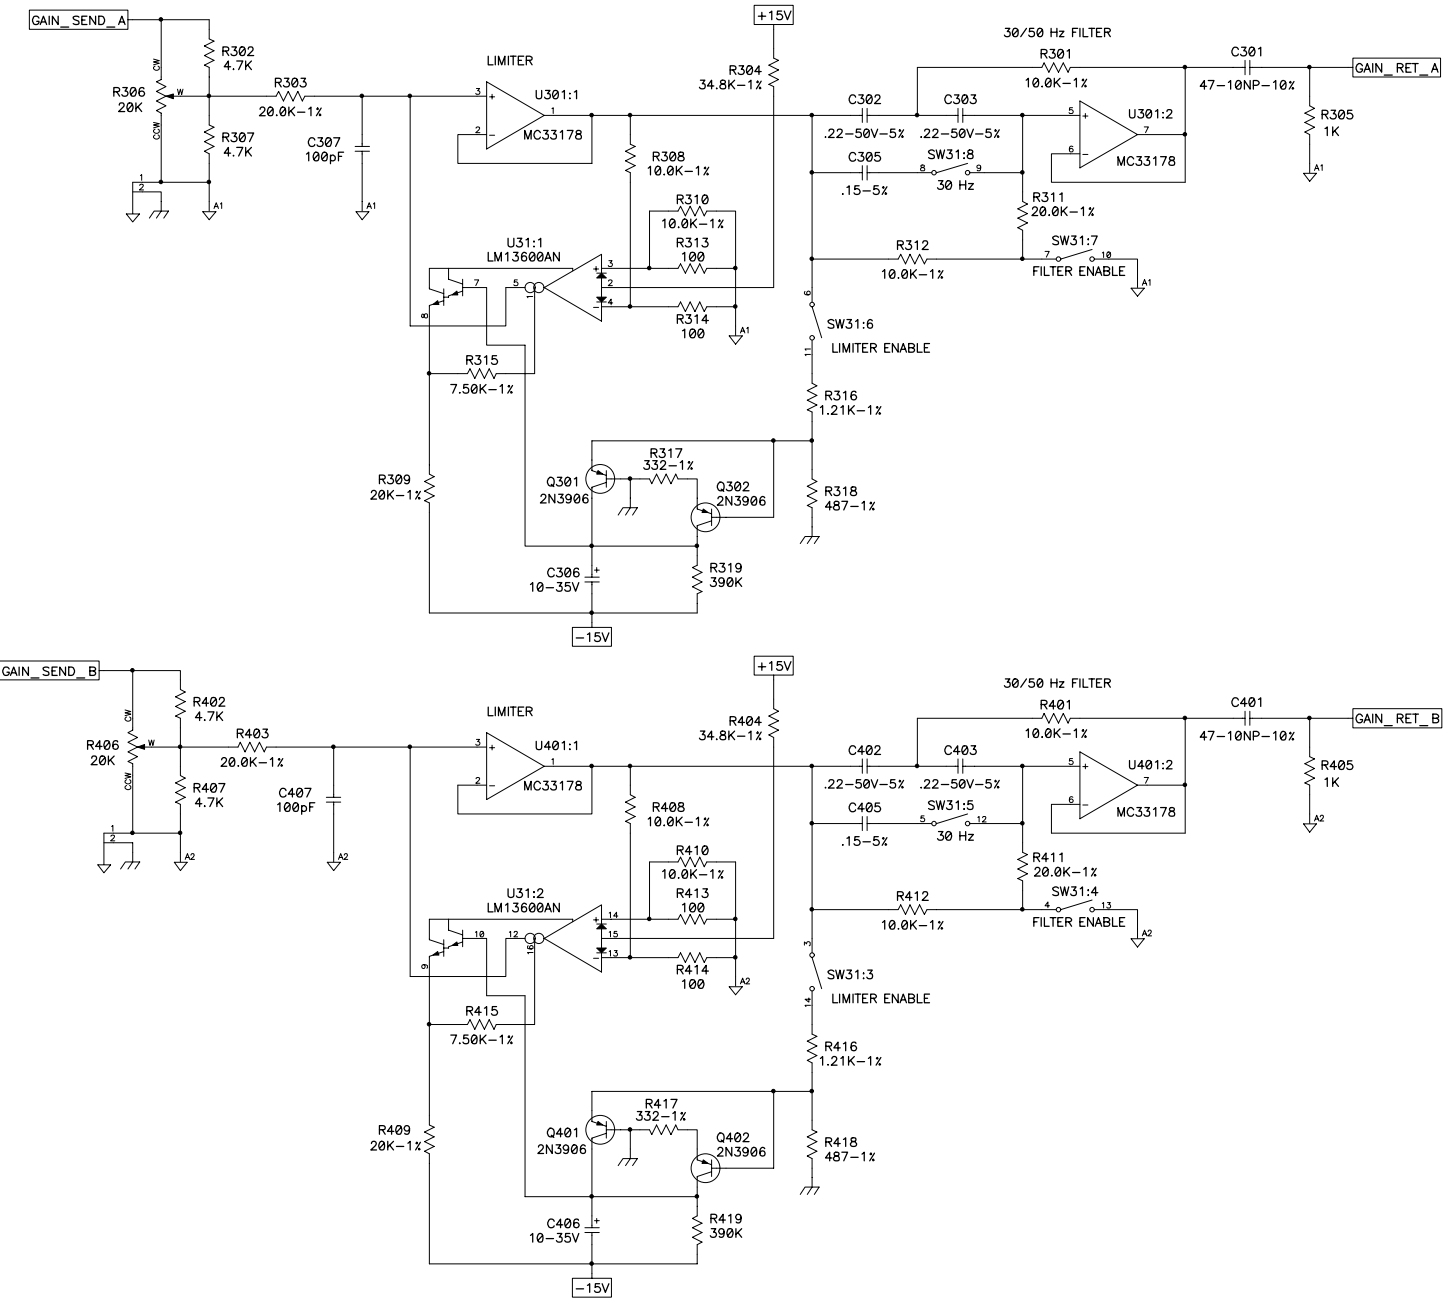 GAIN_SEND_A
R302
4.7K
CW
R306
20K
W
CCW
R303
20.0K-1%
R307
4.7K
1
2
A1
C307
100pF
A1
LIMITER
3
+
2
-
U301:1
1
MC33178
+15V
R304
34.8K-1%
R308
10.0K-1%
R310
10.0K-1%
R313
100
R314
100
A1
U31:1
LM13600AN
7
5
1
+
3
2
-
4
8
R315
7.50K-1%
R309
20K-1%
30/50 Hz FILTER
R301
10.0K-1%
C301
47-10NP-10%
GAIN_RET_A
C302
.22-50V-5%
C303
.22-50V-5%
5
+
6
-
U301:2
7
MC33178
R305
1K
A1
C305
.15-5%
SW31:8
8
9
30 Hz
R311
20.0K-1%
R312
10.0K-1%
SW31:7
7
10
FILTER ENABLE
A1
6
SW31:6
11
LIMITER ENABLE
R316
1.21K-1%
R317
332-1%
Q301
2N3906
Q302
2N3906
R318
487-1%
C306
10-35V
+
R319
390K
-15V
GAIN_SEND_B
R402
4.7K
CW
R406
20K
W
CCW
R403
20.0K-1%
R407
4.7K
1
2
A2
C407
100pF
A2
LIMITER
3
+
2
-
U401:1
1
MC33178
+15V
R404
34.8K-1%
R408
10.0K-1%
R410
10.0K-1%
R413
100
R414
100
A2
U31:2
LM13600AN
10
12
16
+
14
15
-
13
9
R415
7.50K-1%
R409
20K-1%
30/50 Hz FILTER
R401
10.0K-1%
C401
47-10NP-10%
GAIN_RET_B
C402
.22-50V-5%
C403
.22-50V-5%
5
+
6
-
U401:2
7
MC33178
R405
1K
A2
C405
.15-5%
SW31:5
5
12
30 Hz
R411
20.0K-1%
R412
10.0K-1%
SW31:4
4
13
FILTER ENABLE
A2
3
SW31:3
14
LIMITER ENABLE
R416
1.21K-1%
R417
332-1%
Q401
2N3906
Q402
2N3906
R418
487-1%
C406
10-35V
+
R419
390K
-15V